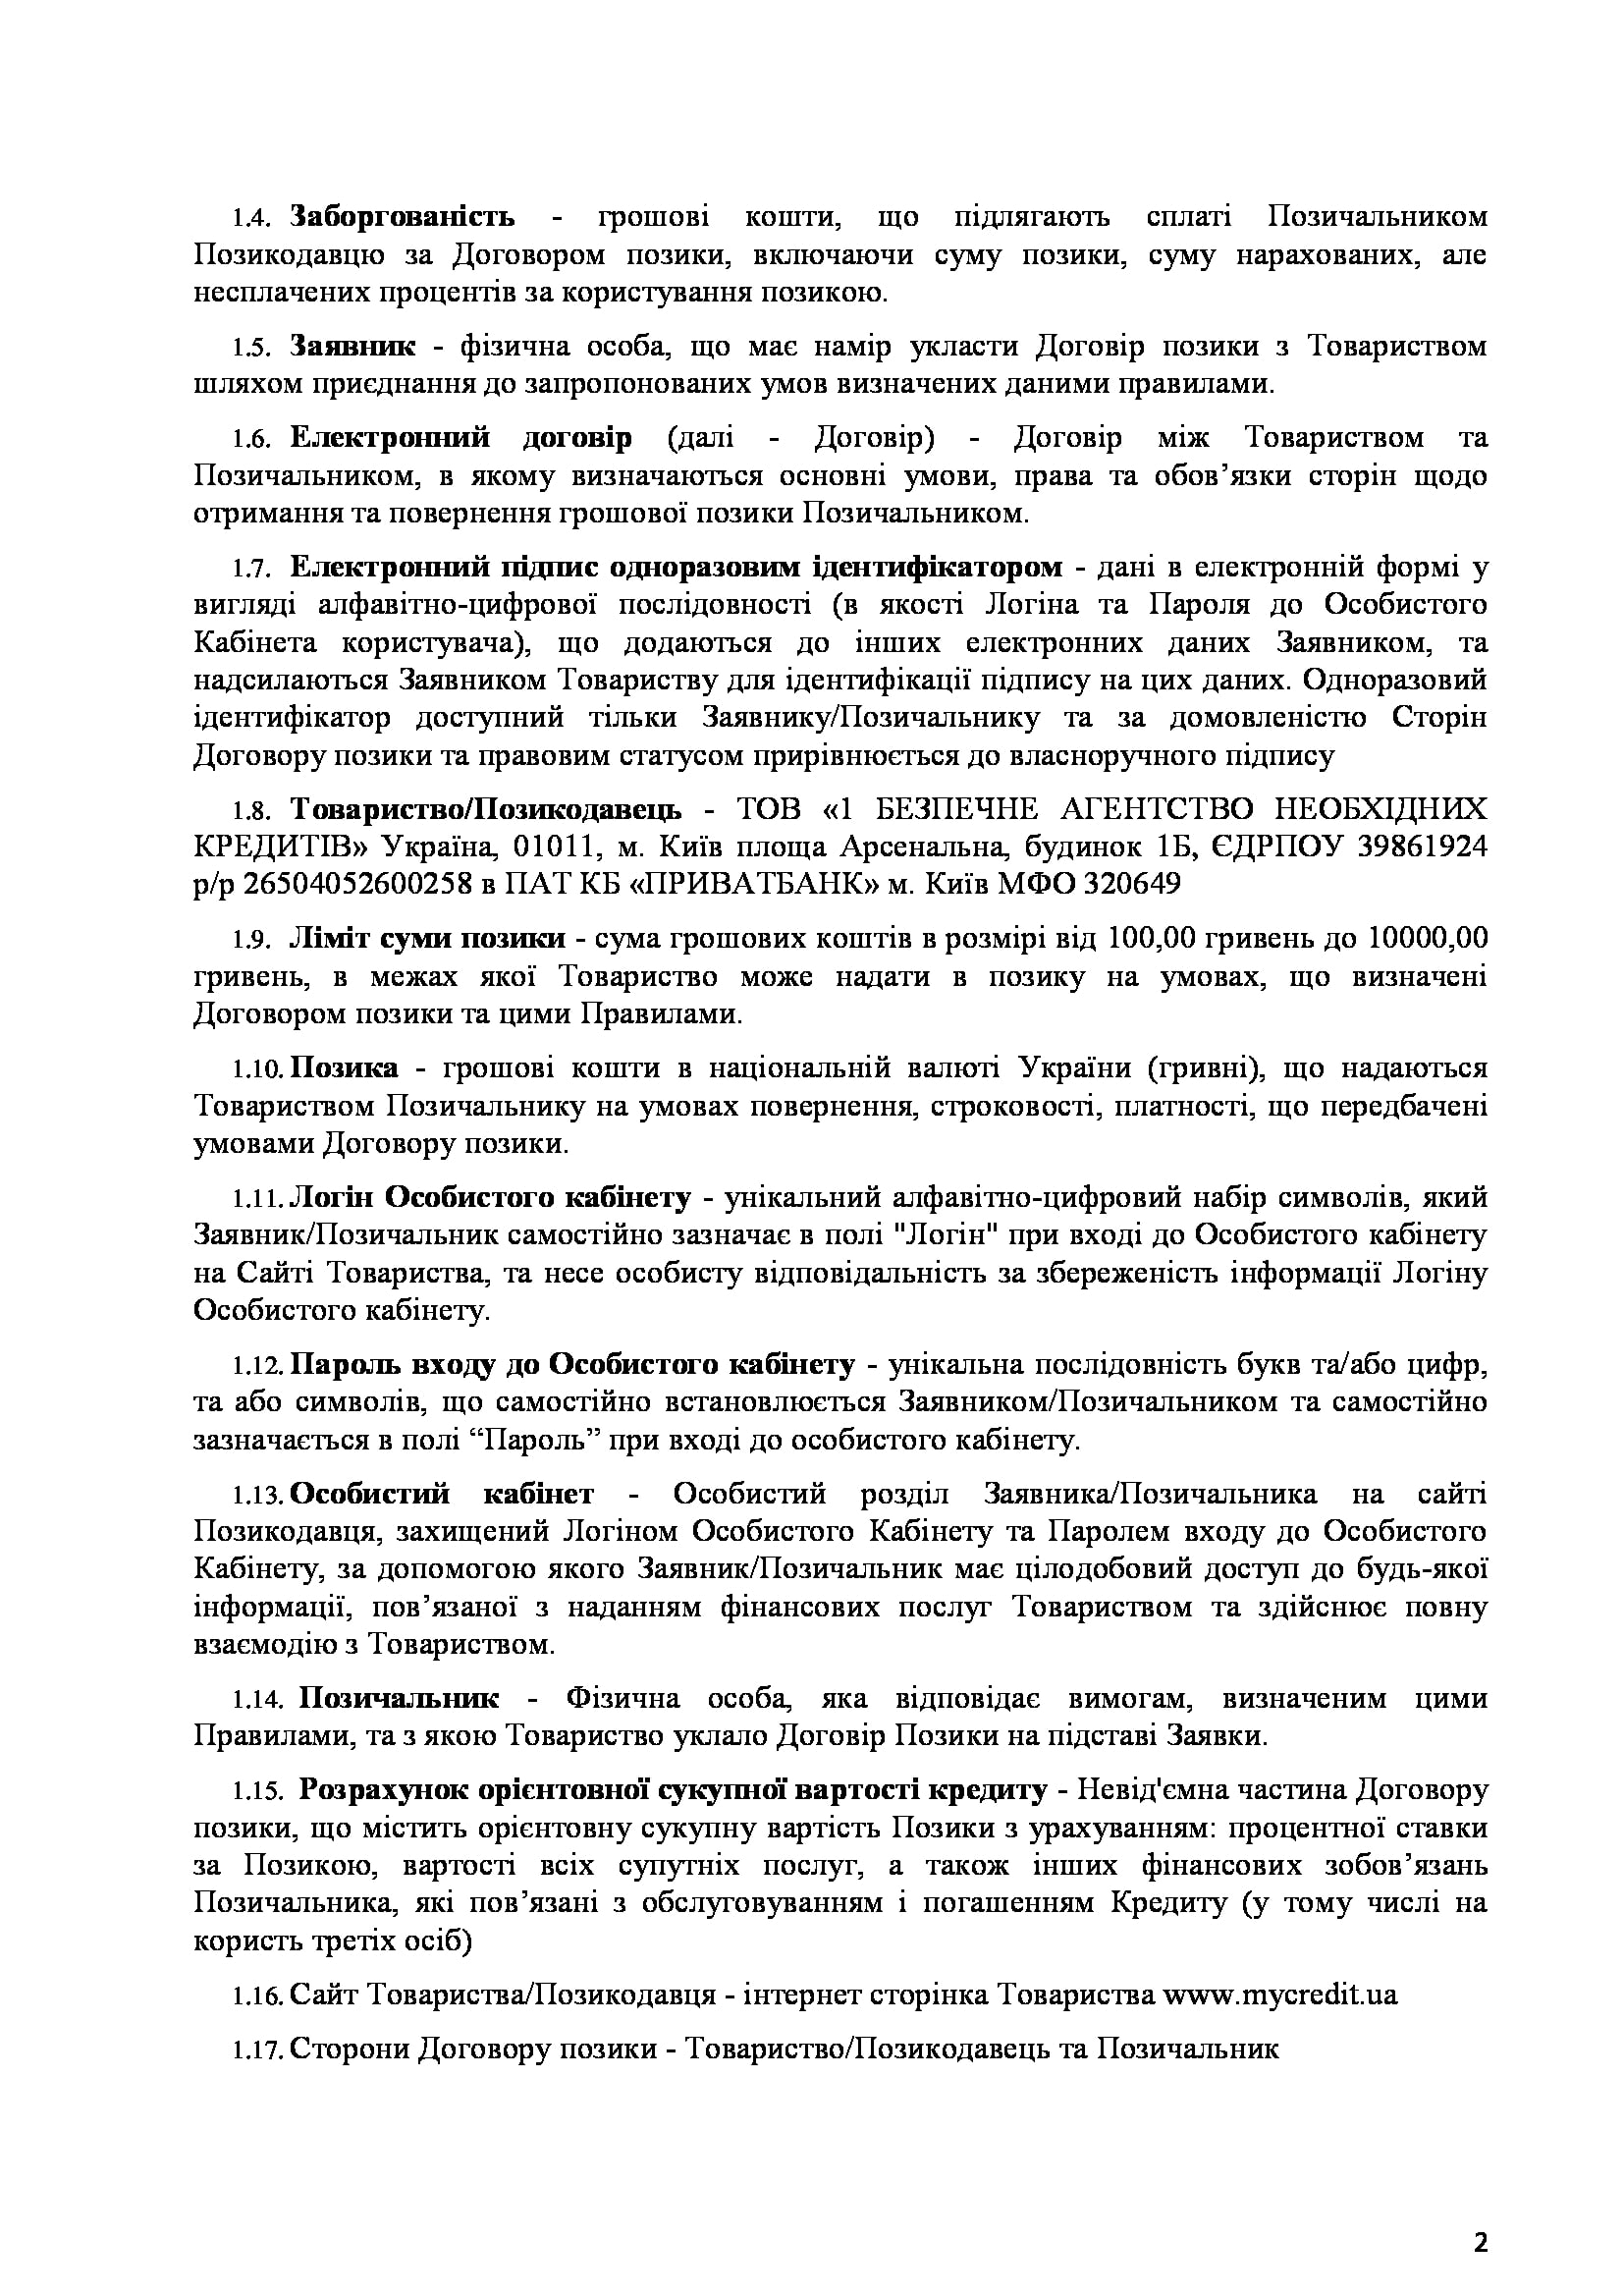 1.4. Заборгованість - грошові кошти, що підлягають сплаті Позичальником
Позикодавцю за Договором позики, включаючи суму позики, суму нарахованих, але
несплачених процентів за користування позикою.
1.5. Заявник - фізична особа, що має намір укласти Договір позики з Товариством
шляхом приєднання до запропонованих умов визначених даними правилами.
1.6. Електронний договір (далі - Договір) - Договір між Товариством та
Позичальником, в якому визначаються основні умови, права та обов’язки сторін щодо
отримання та повернення грошової позики Позичальником.
1.7. Електронний підпис одноразовим ідентифікатором - дані в електронній формі у
вигляді алфавітно-цифрової послідовності (в якості Логіна та Пароля до Особистого
Кабінета користувача), що додаються до інших електронних даних Заявником, та
надсилаються Заявником Товариству для ідентифікації підпису на цих даних. Одноразовий
ідентифікатор доступний тільки Заявнику/Позичальнику та за домовленістю Сторін
Договору позики та правовим статусом прирівнюється до власноручного підпису
1.8. Товариство/Позикодавець - ТОВ «1 БЕЗПЕЧНЕ АГЕНТСТВО НЕОБХІДНИХ
КРЕДИТІВ» Україна, 01011, м. Київ площа Арсенальна, будинок 1Б, ЄДРПОУ 39861924
р/р 26504052600258 в ПАТ КБ «ПРИВАТБАНК» м. Київ МФО 320649
1.9. Ліміт суми позики - сума грошових коштів в розмірі від 100,00 гривень до 10000,00
гривень, в межах якої Товариство може надати в позику на умовах, що визначені
Договором позики та цими Правилами.
1.10. Позика - грошові кошти в національній валюті України (гривні), що надаються
Товариством Позичальнику на умовах повернення, строковості, платності, що передбачені
умовами Договору позики.
1.11. Логін Особистого кабінету - унікальний алфавітно-цифровий набір символів, який
Заявник/Позичальник самостійно зазначає в полі "Логін" при вході до Особистого кабінету
на Сайті Товариства, та несе особисту відповідальність за збереженість інформації Логіну
Особистого кабінету.
1.12. Пароль входу до Особистого кабінету - унікальна послідовність букв та/або цифр,
та або символів, що самостійно встановлюється Заявником/Позичальником та самостійно
зазначається в полі “Пароль” при вході до особистого кабінету.
1.13. Особистий кабінет - Особистий розділ Заявника/Позичальника на сайті
Позикодавця, захищений Логіном Особистого Кабінету та Паролем входу до Особистого
Кабінету, за допомогою якого Заявник/Позичальник має цілодобовий доступ до будь-якої
інформації, пов’язаної з наданням фінансових послуг Товариством та здійснює повну
взаємодію з Товариством.
1.14. Позичальник - Фізична особа, яка відповідає вимогам, визначеним цими
Правилами, та з якою Товариство уклало Договір Позики на підставі Заявки.
1.15. Розрахунок орієнтовної сукупної вартості кредиту - Невід'ємна частина Договору
позики, що містить орієнтовну сукупну вартість Позики з урахуванням: процентної ставки
за Позикою, вартості всіх супутніх послуг, а також інших фінансових зобов’язань
Позичальника, які пов’язані з обслуговуванням і погашенням Кредиту (у тому числі на
користь третіх осіб)
1.16. Сайт Товариства/Позикодавця - інтернет сторінка Товариства www.mycredit.ua
1.17. Сторони Договору позики - Товариство/Позикодавець та Позичальник
2